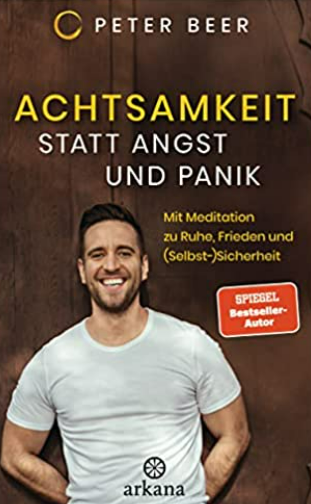 PETER BEER
ACHTSAMKEIT
STATT ANGST
UND PANIK
Mit Meditation
zu Ruhe, Frieden und
(Selbst-)Sicherheit
SPIEGEL
Bestseller-
Autor
arkana